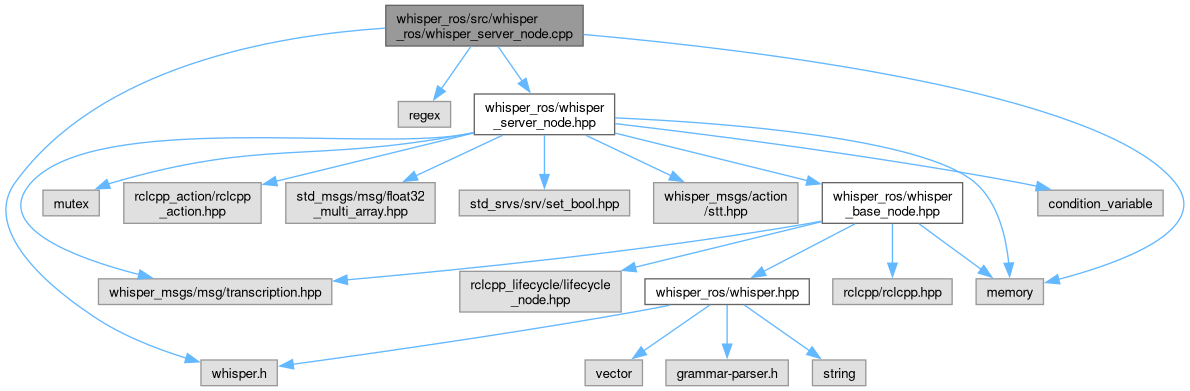 whisper_ros/src/whisper
_ros/whisper_server_node.cpp
regex
whisper_ros/whisper
_server_node.hpp
mutex
rclcpp_action/rclcpp
_action.hpp
std_msgs/msg/float32
_multi_array.hpp
std_srvs/srv/set_bool.hpp
whisper_msgs/action
/stt.hpp
whisper_ros/whisper
_base_node.hpp
condition_variable
whisper_msgs/msg/transcription.hpp
rclcpp_lifecycle/lifecycle
_node.hpp
whisper_ros/whisper.hpp
rclcpp/rclcpp.hpp
memory
whisper.h
vector
grammar-parser.h
string